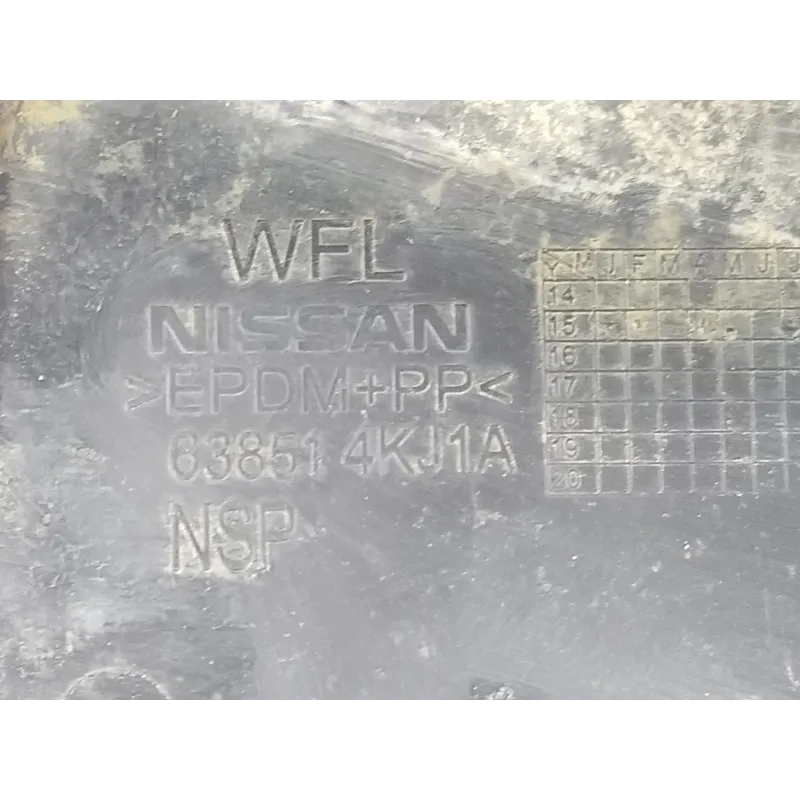 WFL
NISSAN
>EPDM+PP<
63851 4KJ1A
NSP
Y M J F M A M J J
14
15
16
17
18
19
20